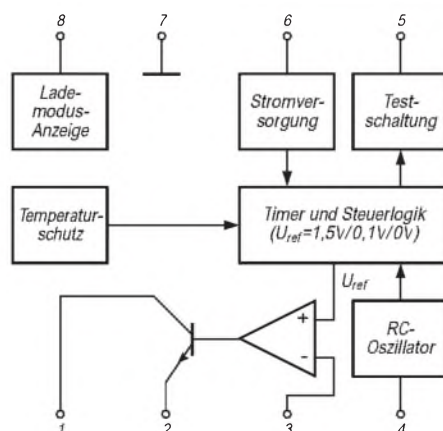 8
7
6
5
Lade-
modus-
Anzeige
Stromver-
sorgung
Test-
schaltung
Temperatur-
schutz
Timer und Steuerlogik
(Uref=1,5V/0,1V/0V)
Uref
+
-
RC-
Oszillator
1
2
3
4